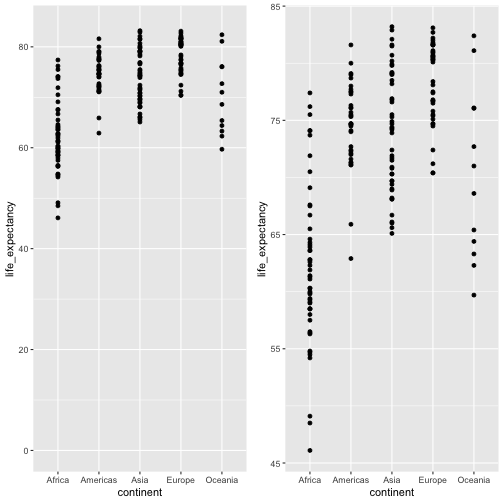 life_expectancy
80
60
40
20
0
Africa Americas Asia Europe Oceania
continent
life_expectancy
85
75
65
55
45
Africa Americas Asia Europe Oceania
continent